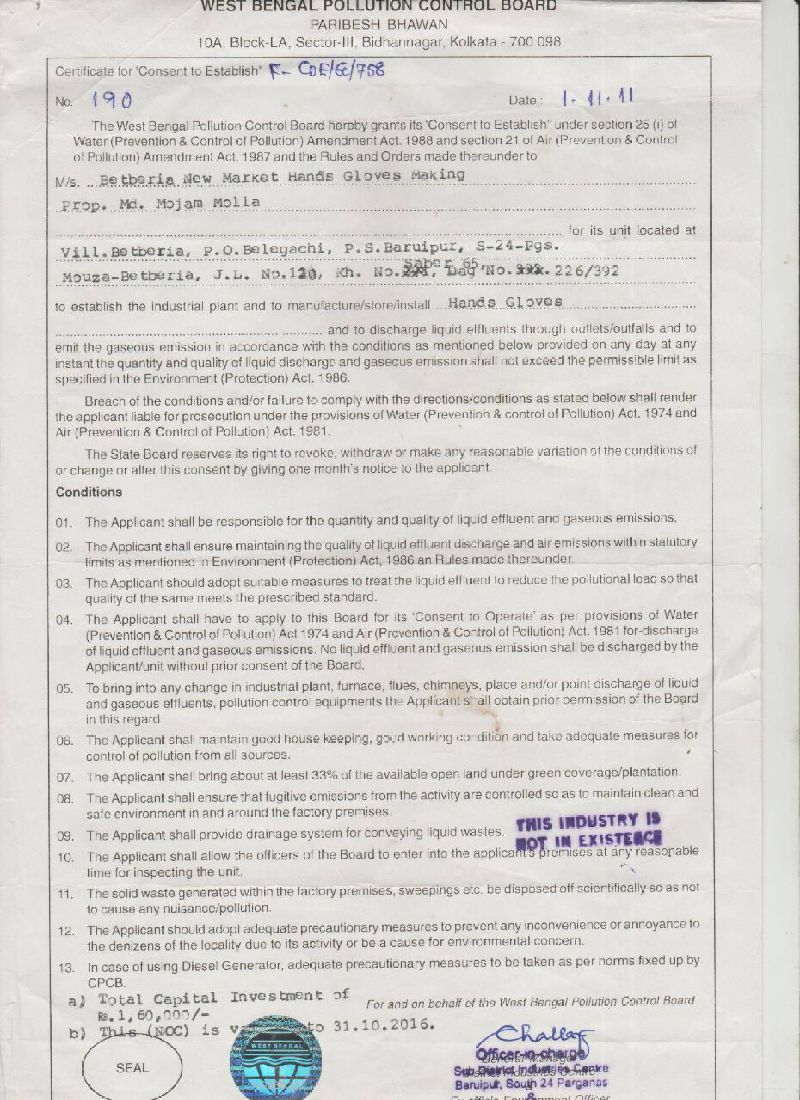 WEST BENGAL POLLUTION CONTROL BOARD
PARIBESH BHAWAN
10A. Block-LA, Sector-III, Bidhannagar, Kolkata - 700 098
Certificate for 'Consent to Establish"
No. 190 Date : 1.11.11
The West Bengal Pollution Control Board hereby grants its 'Consent to Establish" under section 25 (i) of
Water (Prevention & Control of Pollution) Amendment Act. 1988 and section 21 of Air (Prevention & Control
of Pollution) Amendment Act. 1987 and the Rules and Orders made thereunder to
M/s. Betberia New Market Hands Gloves Making
Prop. Md. Mojam Molla
for its unit located at
Vill.Betberia, P.O.Belegachi, P.S.Baruipur, S-24-Pgs.
Saber 65
Mouza-Betberia, J.L. No.120, Kh. No. Dag No. 226/392
to establish the industrial plant and to manufacture/store/install Hands Gloves
and to discharge liquid effluents through outlets/outfalls and to
emit the gaseous emission in accordance with the conditions as mentioned below provided on any day at any
instant the quantity and quality of liquid discharge and gaseous emission shall not exceed the permissible limit as
specified in the Environment (Protection) Act. 1986.
Breach of the conditions and/or failure to comply with the directions/conditions as stated below shall render
the applicant liable for prosecution under the provisions of Water (Prevention & control of Pollution) Act. 1974 and
Air (Prevention & Control of Pollution) Act. 1981.
The State Board reserves its right to revoke, withdraw or make any reasonable variation of the conditions of
or change or alter this consent by giving one month's notice to the applicant.
Conditions
01. The Applicant shall be responsible for the quantity and quality of liquid effluent and gaseous emissions.
02. The Applicant shall ensure maintaining the quality of liquid effluent discharge and air emissions within statutory
limits as mentioned in Environment (Protection) Act, 1986 an Rules made thereunder.
03. The Applicant should adopt suitable measures to treat the liquid effluent to reduce the pollutional load so that
quality of the same meets the prescribed standard.
04. The Applicant shall have to apply to this Board for its 'Consent to Operate' as per provisions of Water
(Prevention & Control of Pollution) Act 1974 and Air (Prevention & Control of Pollution) Act. 1981 for-discharge
of liquid effluent and gaseous emissions. No liquid effluent and gaseous emission shall be discharged by the
Applicant/unit without prior consent of the Board.
05. To bring into any change in industrial plant, furnace, flues, chimneys, place and/or point discharge of liquid
and gaseous effluents, pollution control equipments the Applicant shall obtain prior permission of the Board
in this regard
06. The Applicant shall maintain good house keeping, good working condition and take adequate measures for
control of pollution from all sources.
07. The Applicant shall bring about at least 33% of the available open land under green coverage/plantation.
08. The Applicant shall ensure that fugitive emissions from the activity are controlled so as to maintain clean and
safe environment in and around the factory premises.
09. The Applicant shall provide drainage system for conveying liquid wastes.
THIS INDUSTRY IS
NOT IN EXISTENCE
10. The Applicant shall allow the officers of the Board to enter into the applicant's premises at any reasonable
time for inspecting the unit.
11. The solid waste generated within the factory premises, sweepings etc. be disposed off scientifically so as not
to cause any nuisance/pollution.
12. The Applicant should adopt adequate precautionary measures to prevent any inconvenience or annoyance to
the denizens of the locality due to its activity or be a cause for environmental concern.
13. In case of using Diesel Generator, adequate precautionary measures to be taken as per norms fixed up by
CPCB.
a) Total Capital Investment of
Rs.1,60,000/-
For and on behalf of the West Bengal Pollution Control Board
b) This (NOC) is to 31.10.2016.
SEAL
WEST BENGAL
Officer-in-charge
Sub District Industries Centre
Baruipur, South 24 Parganas
&